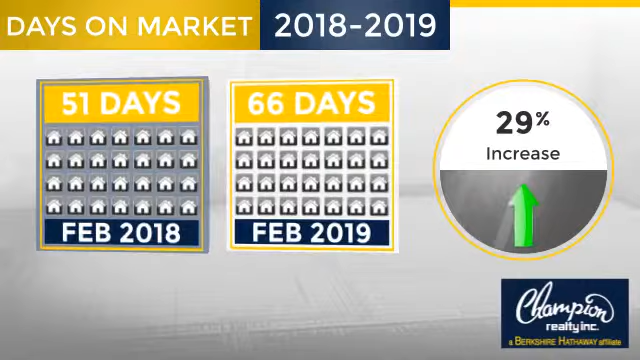 DAYS ON MARKET 2018-2019
51 DAYS
FEB 2018
66 DAYS
FEB 2019
29%
Increase
Champion
realty inc.
a BERKSHIRE HATHAWAY affiliate